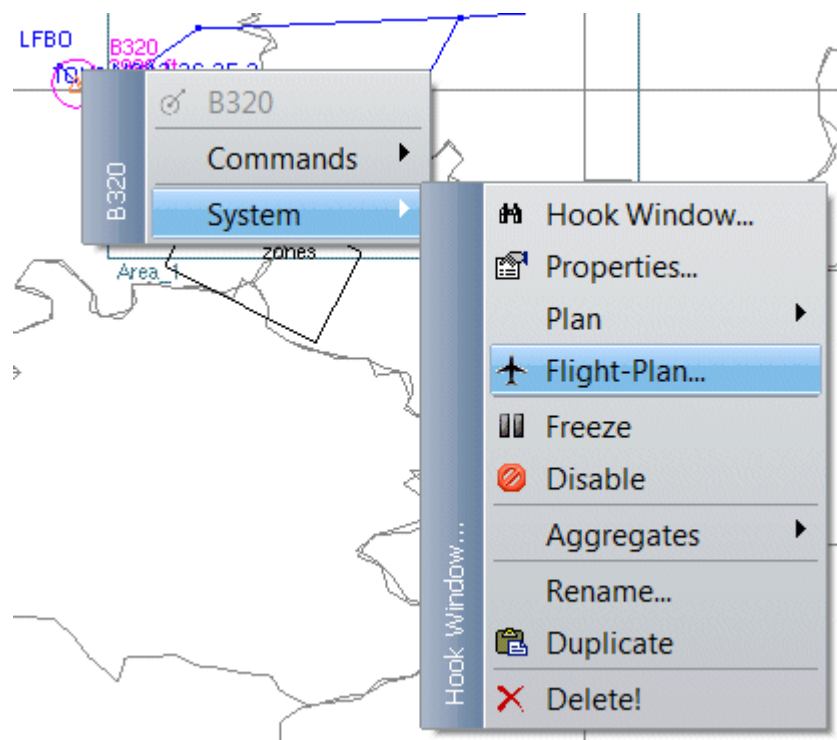 LFBO
B320
B320
B320
Commands
System
zones
Area_1
Hook Window...
Hook Window...
Properties...
Plan
Flight-Plan...
Freeze
Disable
Aggregates
Rename...
Duplicate
Delete!